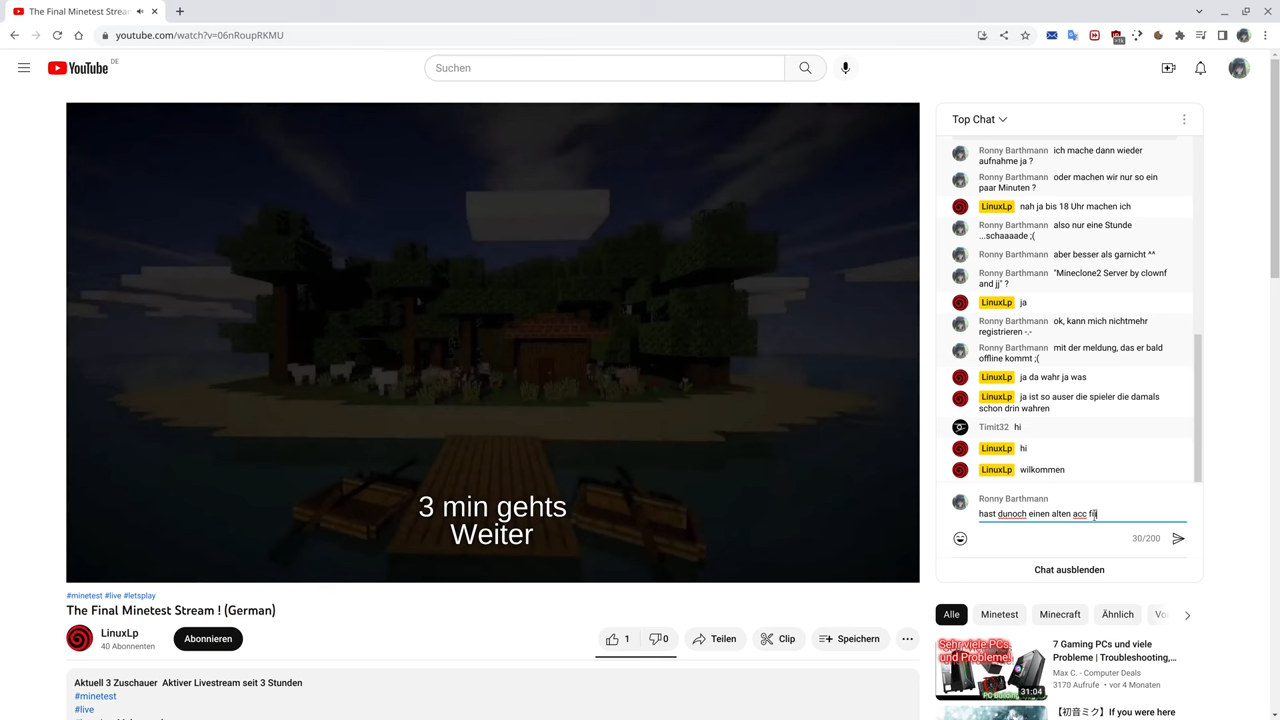 The Final Minetest Strea
youtube.com/watch?v=06nRoupRKMU
YouTube DE
Suchen
3 min gehts
Weiter
#minetest #live #letsplay
The Final Minetest Stream ! (German)
LinuxLp
40 Abonnenten
Abonnieren
1
0
Teilen
Clip
Speichern
Aktuell 3 Zuschauer Aktiver Livestream seit 3 Stunden
#minetest
#live
Top Chat
Ronny Barthmann ich mache dann wieder
aufnahme ja ?
Ronny Barthmann oder machen wir nur so ein
paar Minuten ?
LinuxLp nah ja bis 18 Uhr machen ich
Ronny Barthmann also nur eine Stunde
...schaaaade ;(
Ronny Barthmann aber besser als garnicht ^^
Ronny Barthmann "Mineclone2 Server by clownf
and jj" ?
LinuxLp ja
Ronny Barthmann ok, kann mich nichtmehr
registrieren -.-
Ronny Barthmann mit der meldung, das er bald
offline kommt ;(
LinuxLp ja da wahr ja was
LinuxLp ja ist so auser die spieler die damals
schon drin wahren
Timit32 hi
LinuxLp hi
LinuxLp wilkommen
Ronny Barthmann
hast dunoch einen alten acc
30/200
Chat ausblenden
Alle
Minetest
Minecraft
Ähnlich
Sehr viele PCs
und Probleme!
31:04
7 Gaming PCs und viele
Probleme | Troubleshooting,...
Max C. - Computer Deals
3170 Aufrufe • vor 4 Monaten
【初音ミク】If you were here